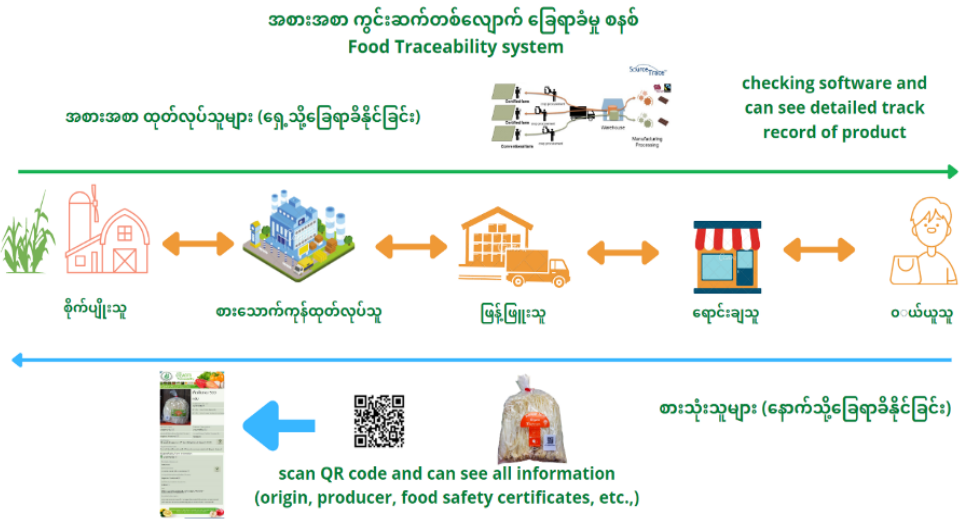 အစားအစာ ကွင်းဆက်တစ်လျောက် ခြေရာခံမှု စနစ်
Food Traceability system
အစားအစာ ထုတ်လုပ်သူများ (ရှေ့သို့ခြေရာခိနိုင်ခြင်း)
Source
Trace
Warehouse
Manufacturing
Processing
checking software and
can see detailed track
record of product
စိုက်ပျိုးသူ
စားသောက်ကုန်ထုတ်လုပ်သူ
ဖြန့်ဖြူးသူ
ရောင်းချသူ
ဝယ်ယူသူ
စားသုံးသူများ (နောက်သို့ခြေရာခိနိုင်ခြင်း)
scan QR code and can see all information
(origin, producer, food safety certificates, etc.,)